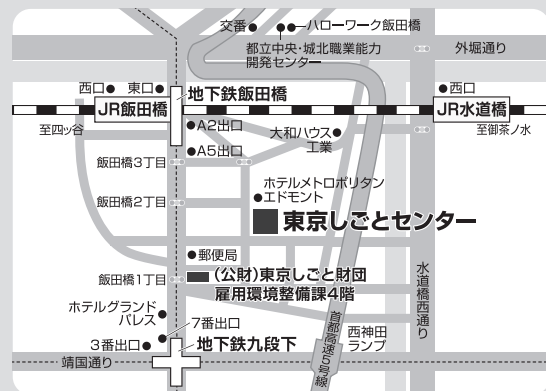 交番●
●●ハローワーク飯田橋
都立中央・城北職業能力
開発センター
外堀通り
西口●
東口●
地下鉄飯田橋
●西口
JR飯田橋
JR水道橋
至四ッ谷
●A2出口
大和ハウス●
工業
至御茶ノ水
●A5出口
飯田橋3丁目
ホテルメトロポリタン
●エドモント
飯田橋2丁目
東京しごとセンター
●郵便局
飯田橋1丁目
(公財)東京しごと財団
雇用環境整備課4階
水道橋西通り
ホテルグランド●
パレス
7番出口
首都高速5号線
西神田
ランプ
3番出口●
地下鉄九段下
靖国通り